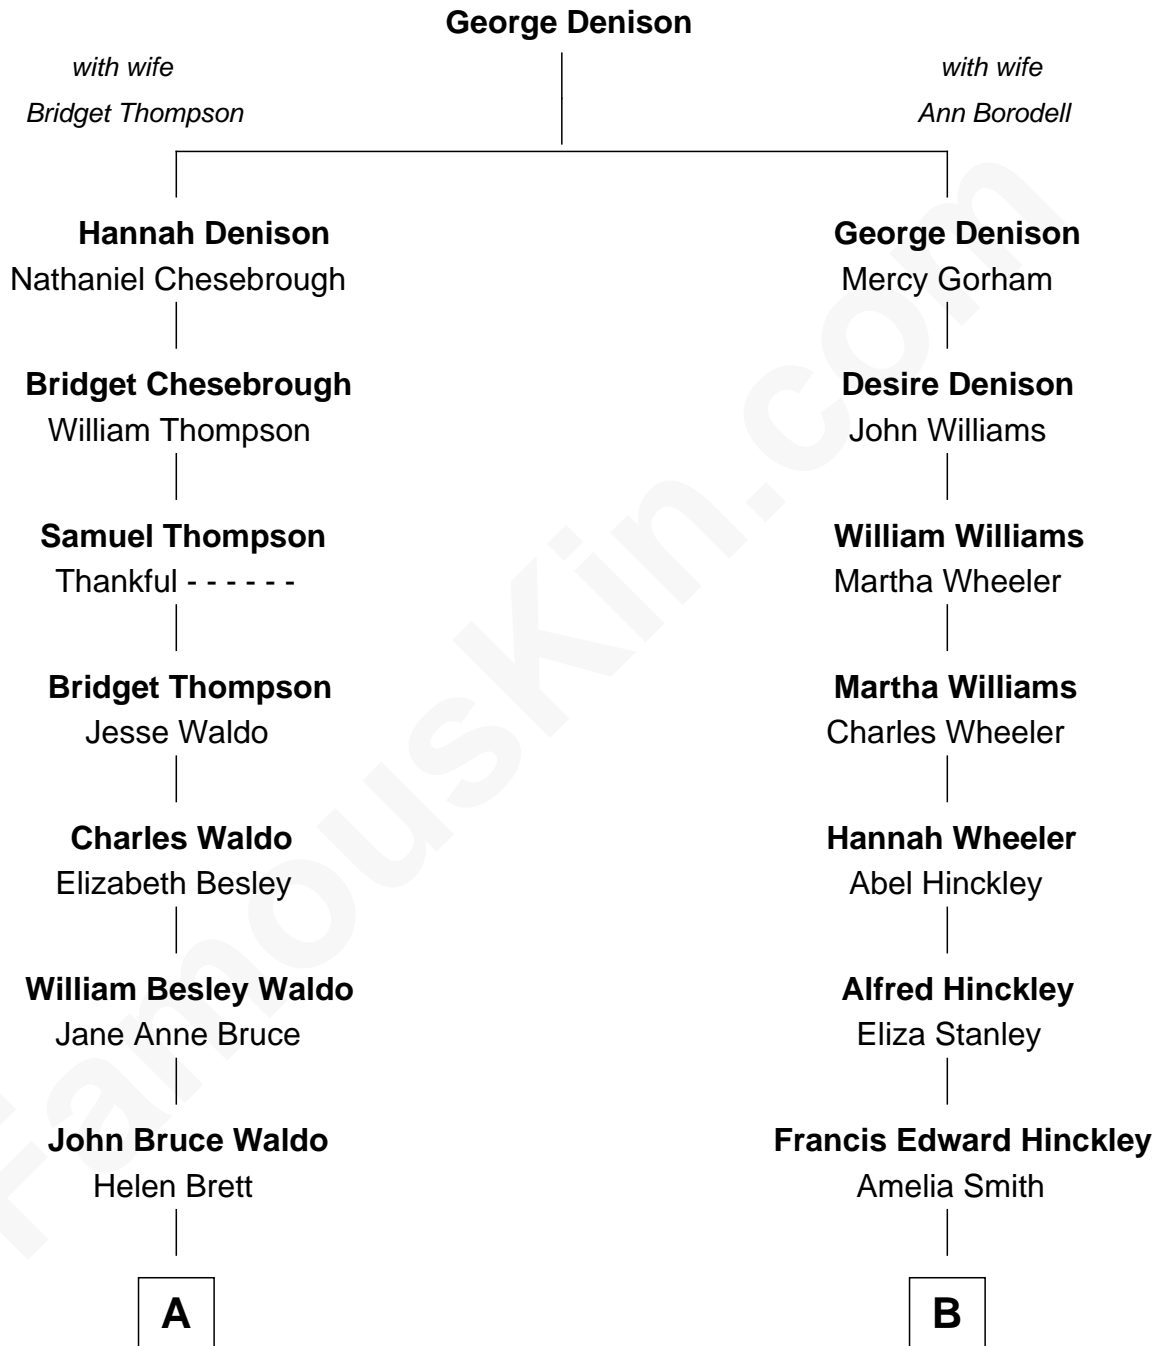 George Denison
with wife
Bridget Thompson
with wife
Ann Borodell
Hannah Denison
Nathaniel Chesebrough
George Denison
Mercy Gorham
Bridget Chesebrough
William Thompson
Desire Denison
John Williams
Samuel Thompson
Thankful - - - - - -
William Williams
Martha Wheeler
Bridget Thompson
Jesse Waldo
Martha Williams
Charles Wheeler
Charles Waldo
Elizabeth Besley
Hannah Wheeler
Abel Hinckley
William Besley Waldo
Jane Anne Bruce
Alfred Hinckley
Eliza Stanley
John Bruce Waldo
Helen Brett
Francis Edward Hinckley
Amelia Smith
A
B
FamousKin.com